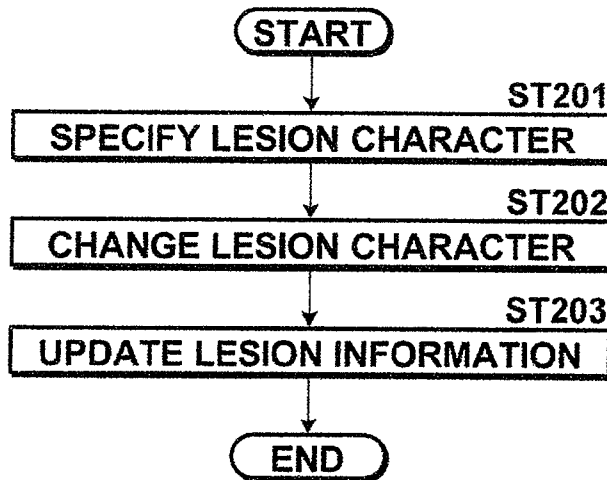 START
ST201
SPECIFY LESION CHARACTER
ST202
CHANGE LESION CHARACTER
ST203
UPDATE LESION INFORMATION
END